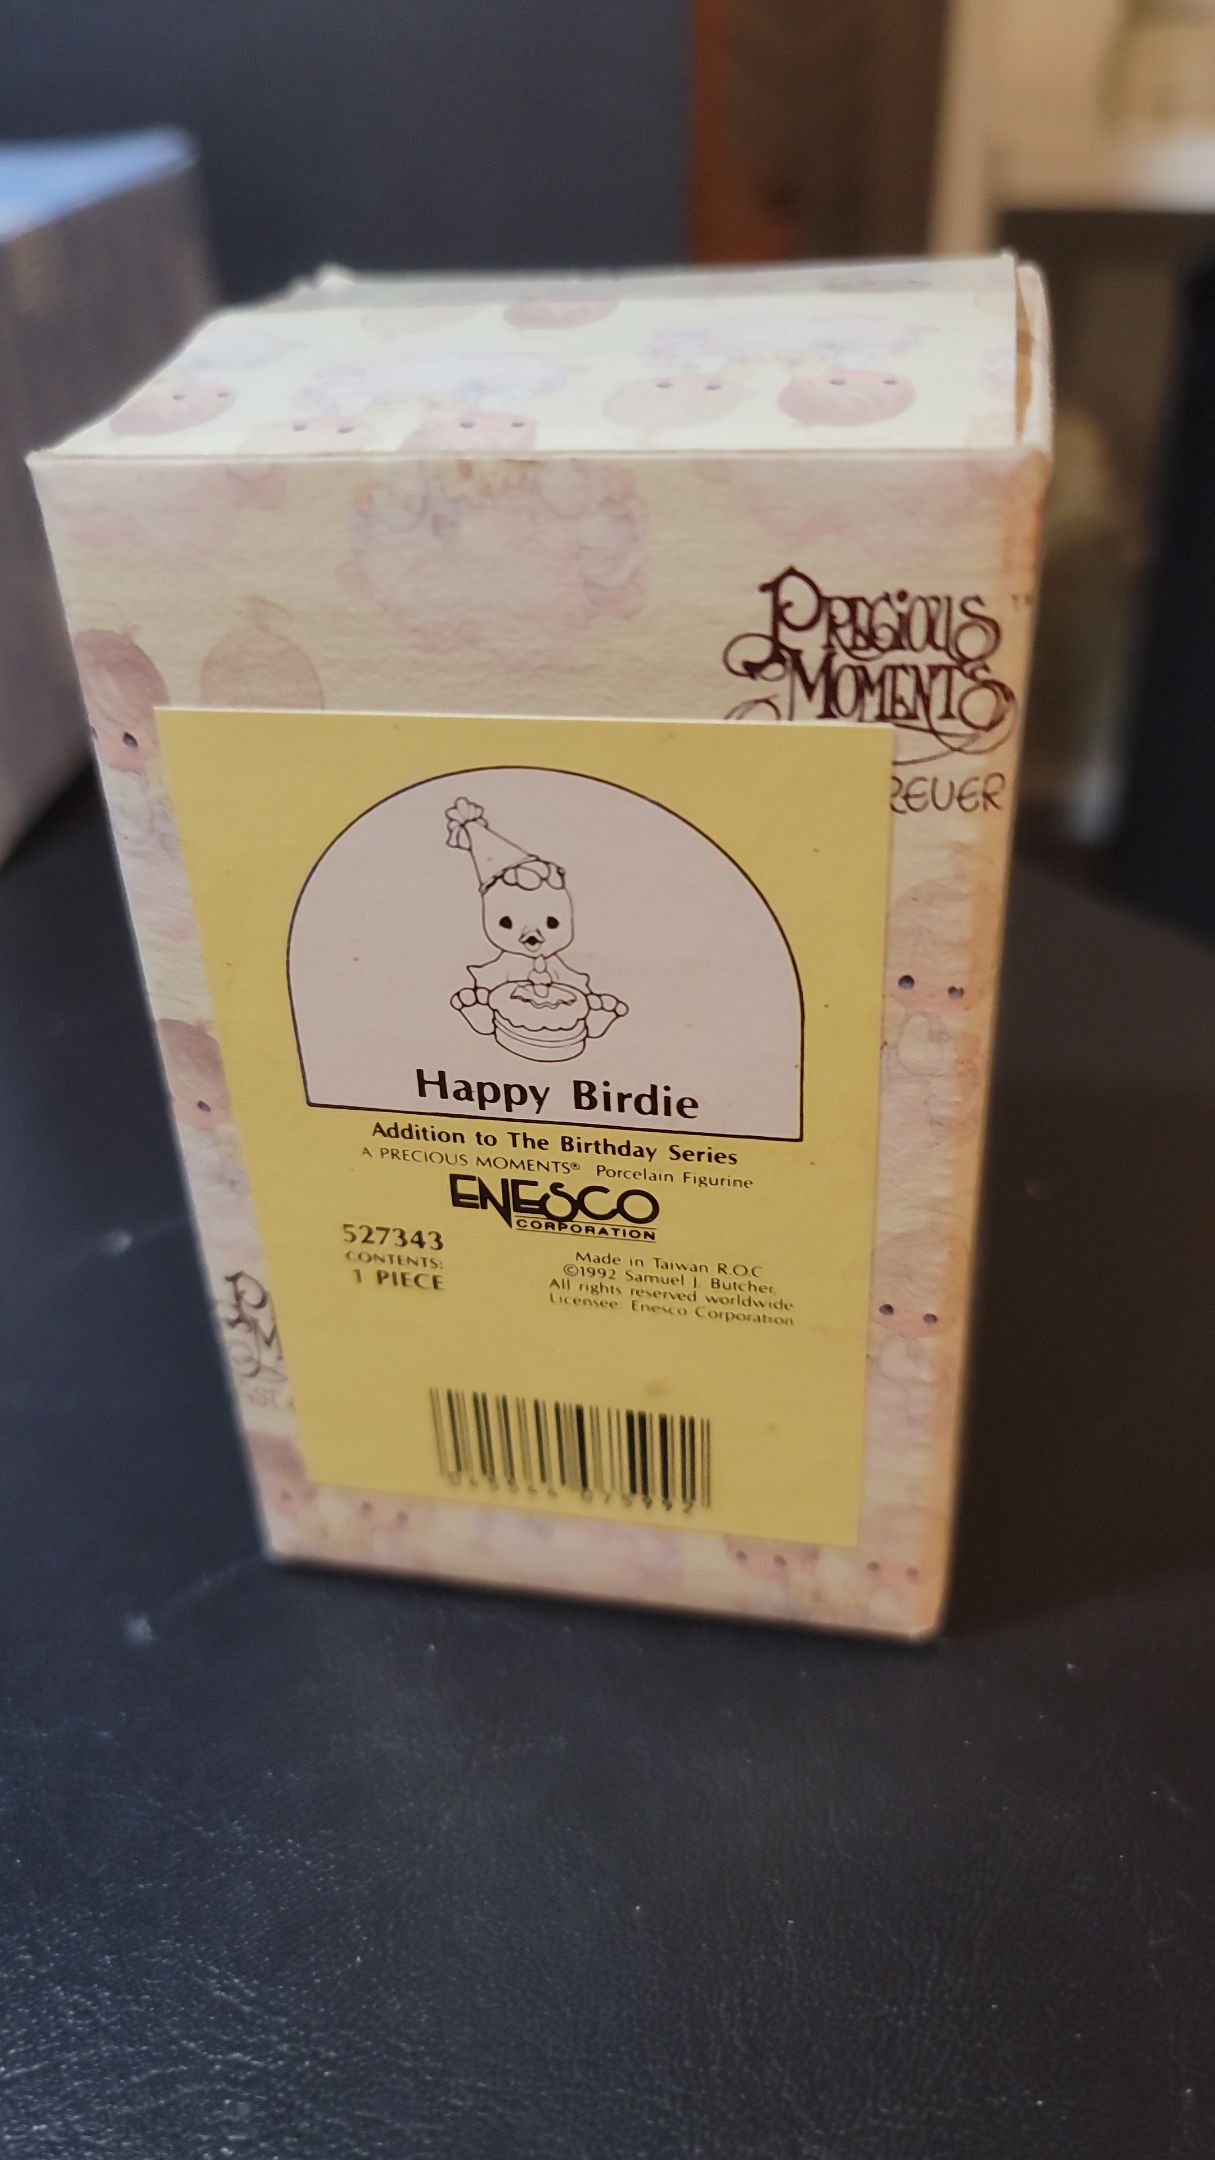 PRECIOUS
MOMENTS
REVER
Happy Birdie
Addition to The Birthday Series
A PRECIOUS MOMENTS® Porcelain Figurine
ENESCO
CORPORATION
527343
CONTENTS:
1 PIECE
Made in Taiwan R.O.C
©1992 Samuel J. Butcher,
All rights reserved worldwide
Licensee Enesco Corporation